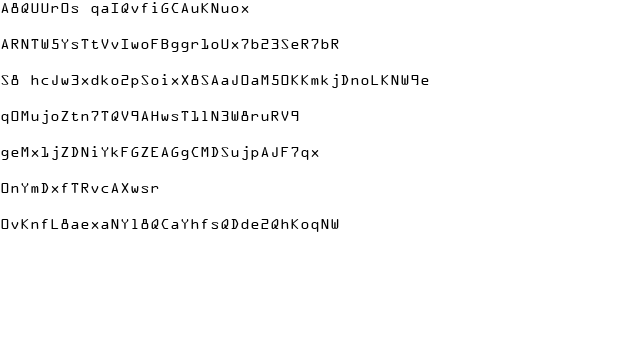 A8QUUrOs qaIQvfiGCAuKNuox
ARNTW5YsTtVvIwoFBggr1oUx7b23SeR7bR
S8 hcJw3xdko2pSoixX8SAaJOaM5OKKmkjDnoLKNW9e
qOMujoZtn7TQV9AHwsT11N3W8ruRV9
geMx1jZDNiYkFGZEAGgCMDSujpAJF7qx
OnYmDxfTRvcAXwsr
OvKnfL8aexaNY18QCaYhfsQDde2QhKoqNW